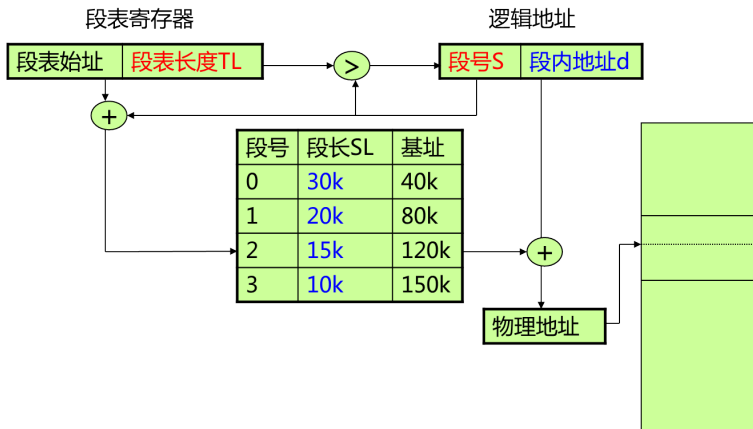 段表寄存器 逻辑地址
段表始址 段表长度TL > 段号S 段内地址d
+
段号 段长SL 基址
0 30k 40k
1 20k 80k
2 15k 120k
3 10k 150k
+
物理地址